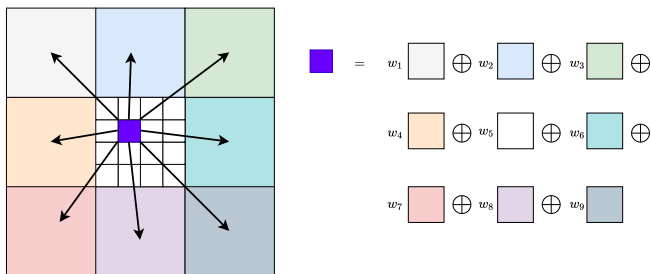 = w₁ ⊕ w₂ ⊕ w₃ ⊕
w₄ ⊕ w₅ ⊕ w₆ ⊕
w₇ ⊕ w₈ ⊕ w₉